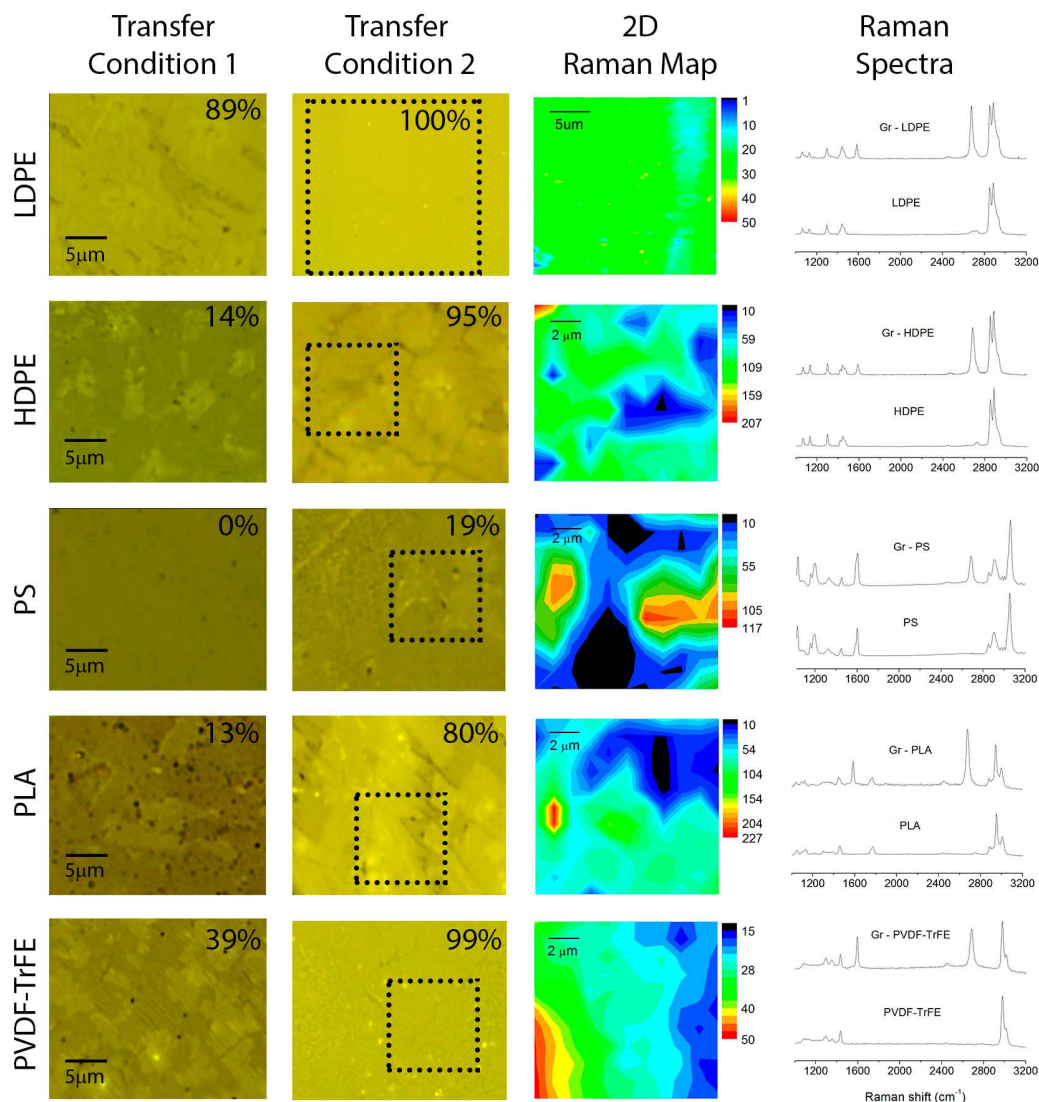 Transfer Condition 1
Transfer Condition 2
2D Raman Map
Raman Spectra
LDPE
89%
5μm
100%
5um
1
10
20
30
40
50
Gr - LDPE
LDPE
1200 1600 2000 2400 2800 3200
HDPE
14%
5μm
95%
2 μm
10
59
109
159
207
Gr - HDPE
HDPE
1200 1600 2000 2400 2800 3200
PS
0%
5μm
19%
2 μm
10
55
105
117
Gr - PS
PS
1200 1600 2000 2400 2800 3200
PLA
13%
5μm
80%
2 μm
10
54
104
154
204
227
Gr - PLA
PLA
1200 1600 2000 2400 2800 3200
PVDF-TrFE
39%
5μm
99%
2 μm
15
28
40
50
Gr - PVDF-TrFE
PVDF-TrFE
1200 1600 2000 2400 2800 3200
Raman shift (cm⁻¹)